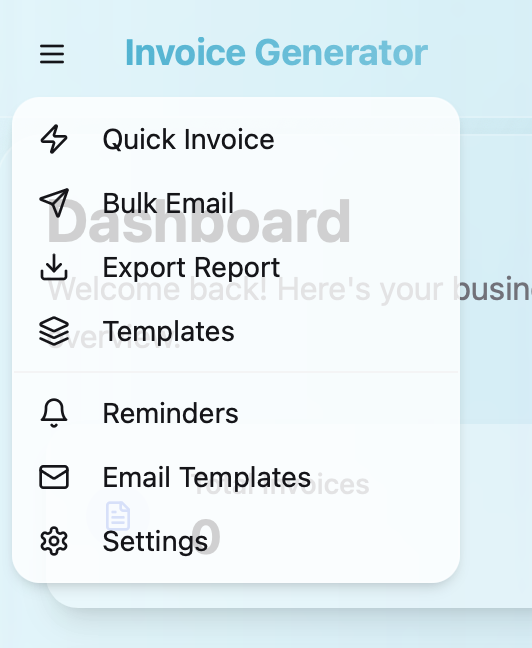 Invoice Generator
Quick Invoice
Bulk Email
Dashboard
Export Report
Welcome back! Here's your busin
Templates
overview.
Reminders
Email Templates
Total Invoices
Settings
0